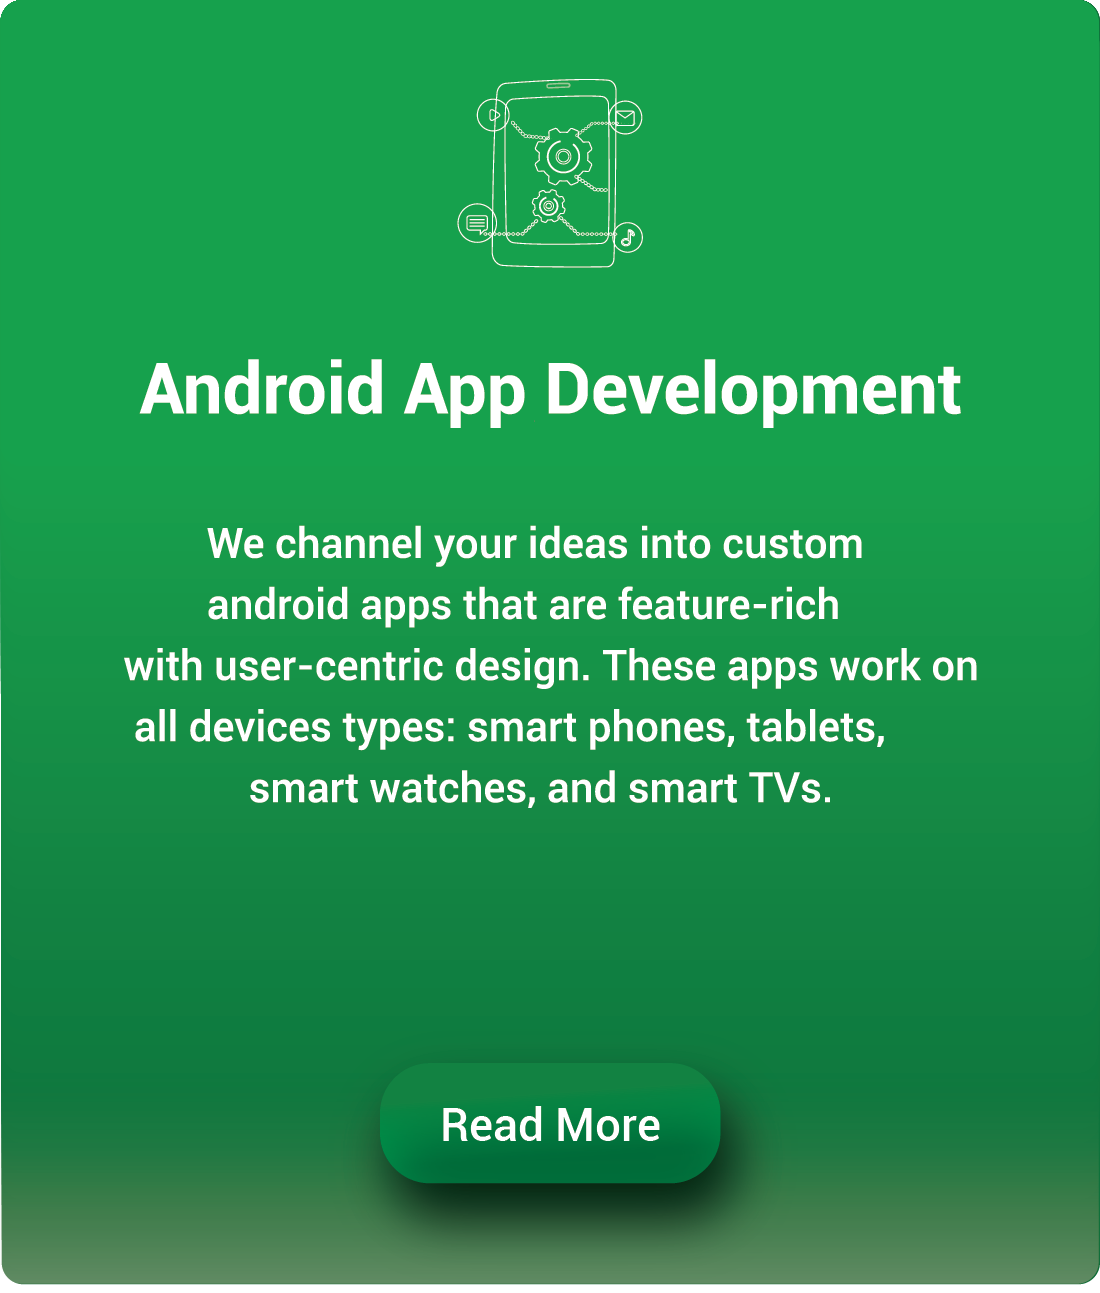 Android App Development
We channel your ideas into custom
android apps that are feature-rich
with user-centric design. These apps work on
all devices types: smart phones, tablets,
smart watches, and smart TVs.
Read More